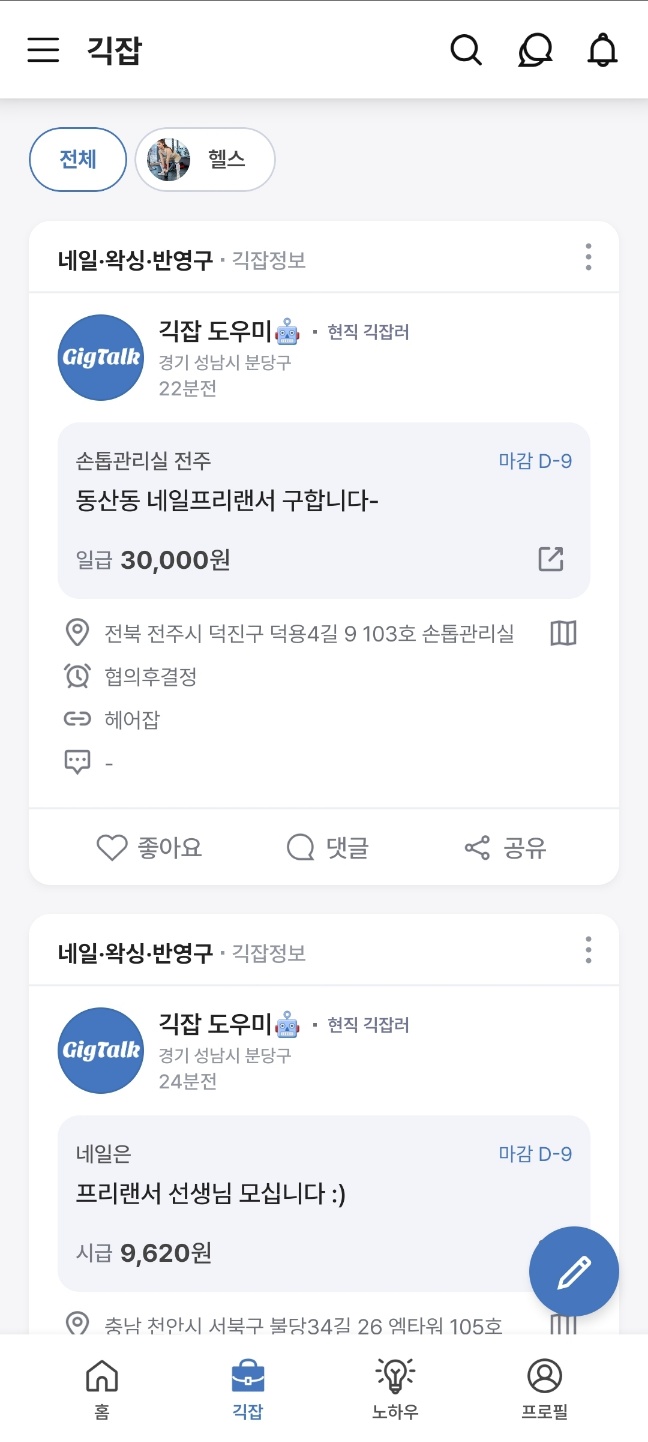 긱잡
전체
헬스
네일·왁싱·반영구 · 긱잡정보
긱잡 도우미🤖 · 현직 긱잡러
GigTalk
경기 성남시 분당구
22분전
손톱관리실 전주
마감 D-9
동산동 네일프리랜서 구합니다-
일급 30,000원
전북 전주시 덕진구 덕용4길 9 103호 손톱관리실
협의후결정
헤어잡
-
좋아요
댓글
공유
네일·왁싱·반영구 · 긱잡정보
긱잡 도우미🤖 · 현직 긱잡러
GigTalk
경기 성남시 분당구
24분전
네일은
마감 D-9
프리랜서 선생님 모십니다 :)
시급 9,620원
충남 천안시 서북구 불당34길 26 엠타워 105호
홈
긱잡
노하우
프로필